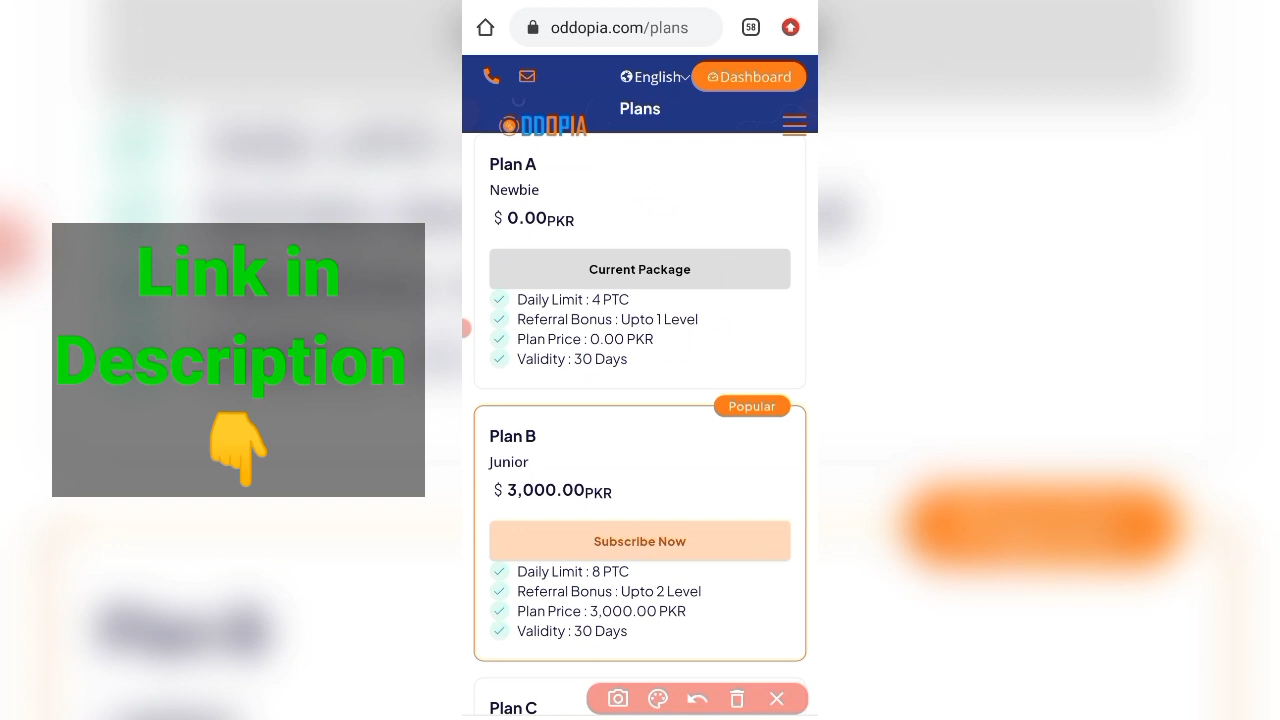 oddopia.com/plans
58
English
Dashboard
Plans
ODDOPIA
Plan A
Newbie
$ 0.00PKR
Current Package
Daily Limit : 4 PTC
Referral Bonus : Upto 1 Level
Plan Price : 0.00 PKR
Validity : 30 Days
Popular
Plan B
Junior
$ 3,000.00PKR
Subscribe Now
Daily Limit : 8 PTC
Referral Bonus : Upto 2 Level
Plan Price : 3,000.00 PKR
Validity : 30 Days
Plan C
Link in
Description